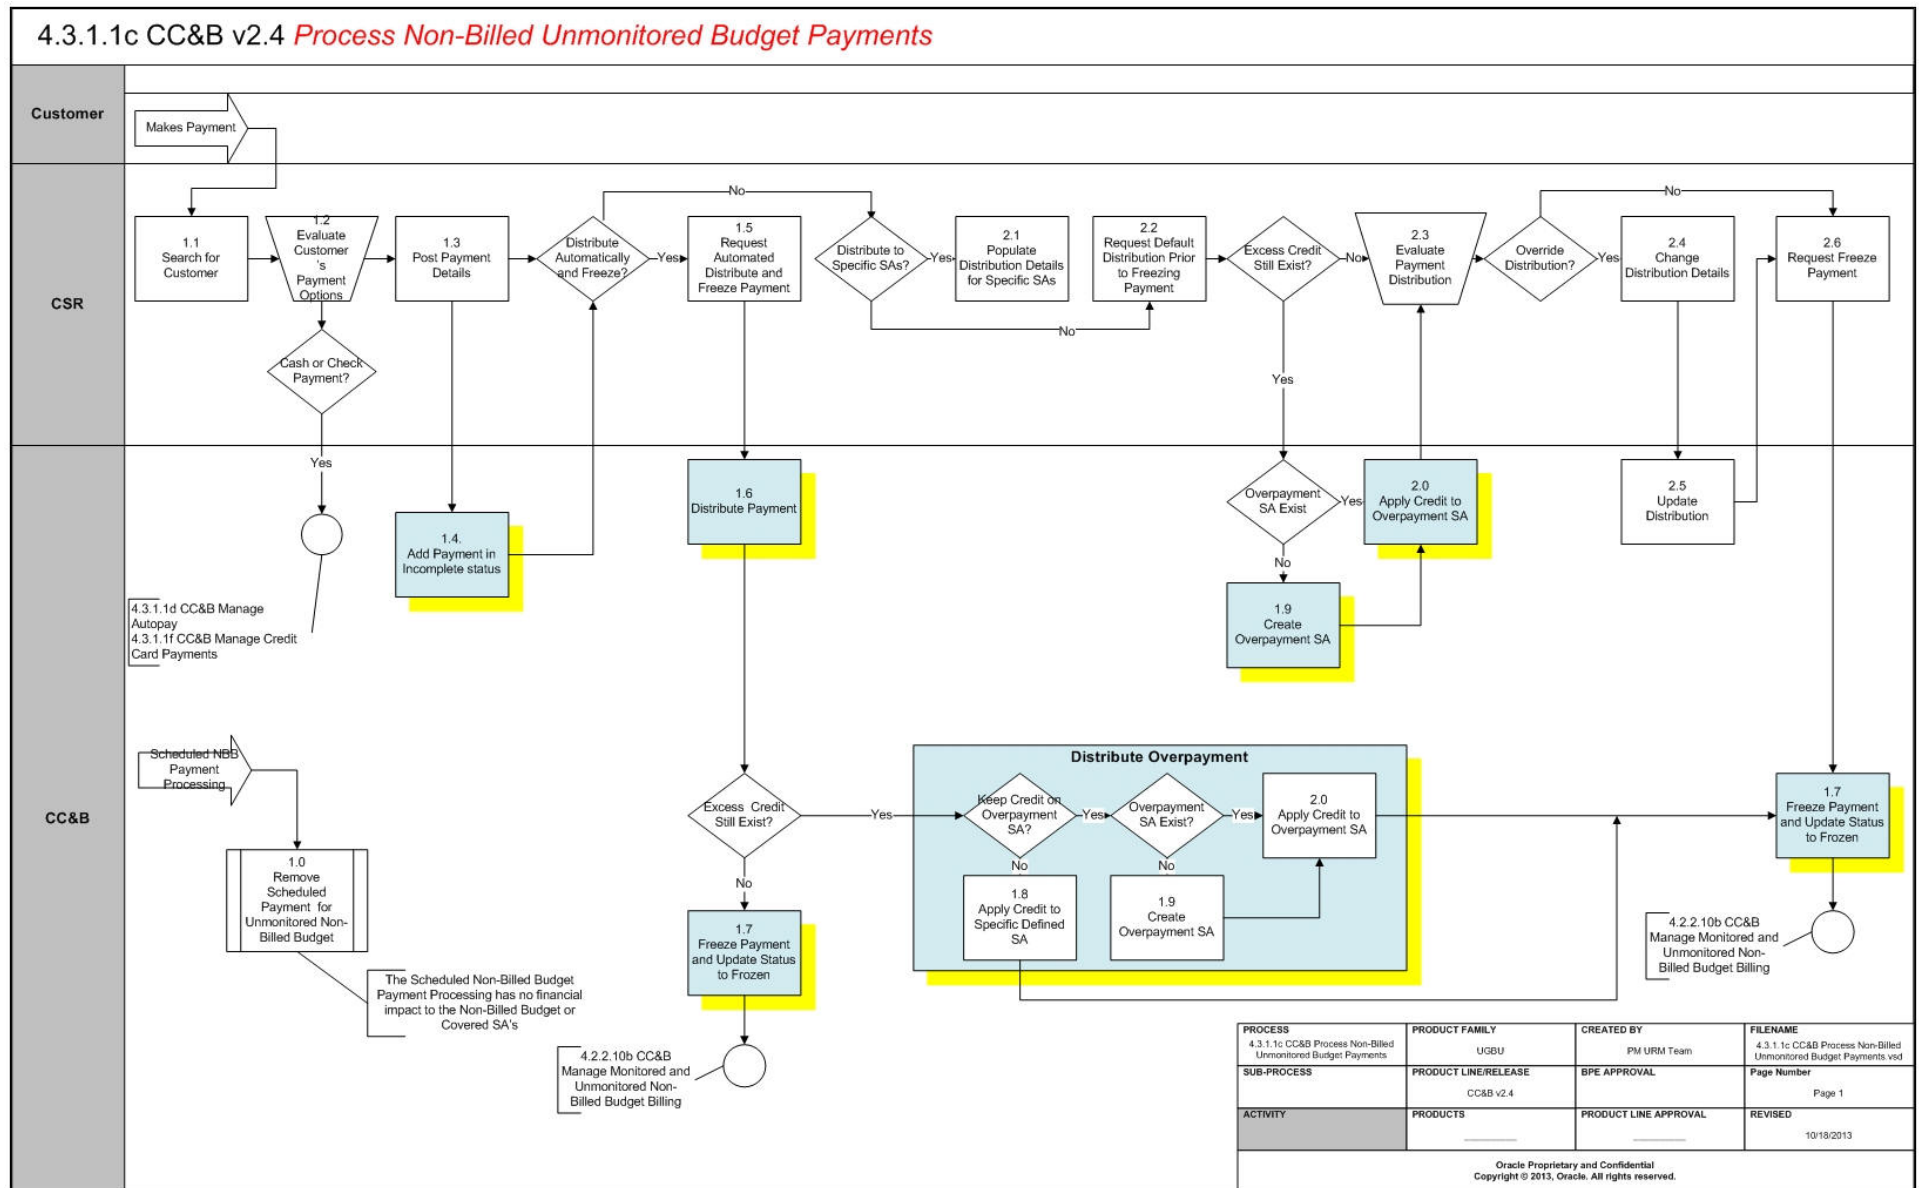 4.3.1.1c CC&B v2.4 Process Non-Billed Unmonitored Budget Payments
Customer
Makes Payment
CSR
1.1
Search for
Customer
1.2
Evaluate
Customer
's
Payment
Options
1.3
Post Payment
Details
Distribute
Automatically
and Freeze?
Yes
No
1.5
Request
Automated
Distribute and
Freeze Payment
Distribute to
Specific SAs?
Yes
No
2.1
Populate
Distribution Details
for Specific SAs
2.2
Request Default
Distribution Prior
to Freezing
Payment
Excess Credit
Still Exist?
No
Yes
2.3
Evaluate
Payment
Distribution
Override
Distribution?
Yes
No
2.4
Change
Distribution Details
2.6
Request Freeze
Payment
Cash or Check
Payment?
Yes
CC&B
4.3.1.1d CC&B Manage
Autopay
4.3.1.1f CC&B Manage Credit
Card Payments
1.4.
Add Payment in
Incomplete status
1.6
Distribute Payment
Overpayment
SA Exist
Yes
No
2.0
Apply Credit to
Overpayment SA
1.9
Create
Overpayment SA
2.5
Update
Distribution
Scheduled NBB
Payment
Processing
1.0
Remove
Scheduled
Payment for
Unmonitored Non-
Billed Budget
The Scheduled Non-Billed Budget
Payment Processing has no financial
impact to the Non-Billed Budget or
Covered SA's
Excess Credit
Still Exist?
Yes
No
1.7
Freeze Payment
and Update Status
to Frozen
4.2.2.10b CC&B
Manage Monitored and
Unmonitored Non-
Billed Budget Billing
Distribute Overpayment
Keep Credit on
Overpayment
SA?
Yes
No
Overpayment
SA Exist?
Yes
No
2.0
Apply Credit to
Overpayment SA
1.8
Apply Credit to
Specific Defined
SA
1.9
Create
Overpayment SA
1.7
Freeze Payment
and Update Status
to Frozen
4.2.2.10b CC&B
Manage Monitored and
Unmonitored Non-
Billed Budget Billing
PROCESS
4.3.1.1c CC&B Process Non-Billed
Unmonitored Budget Payments
PRODUCT FAMILY
UGBU
CREATED BY
PM URM Team
FILENAME
4.3.1.1c CC&B Process Non-Billed
Unmonitored Budget Payments.vsd
SUB-PROCESS
PRODUCT LINE/RELEASE
CC&B v2.4
BPE APPROVAL
Page Number
Page 1
ACTIVITY
PRODUCTS
PRODUCT LINE APPROVAL
REVISED
10/18/2013
Oracle Proprietary and Confidential
Copyright © 2013, Oracle. All rights reserved.